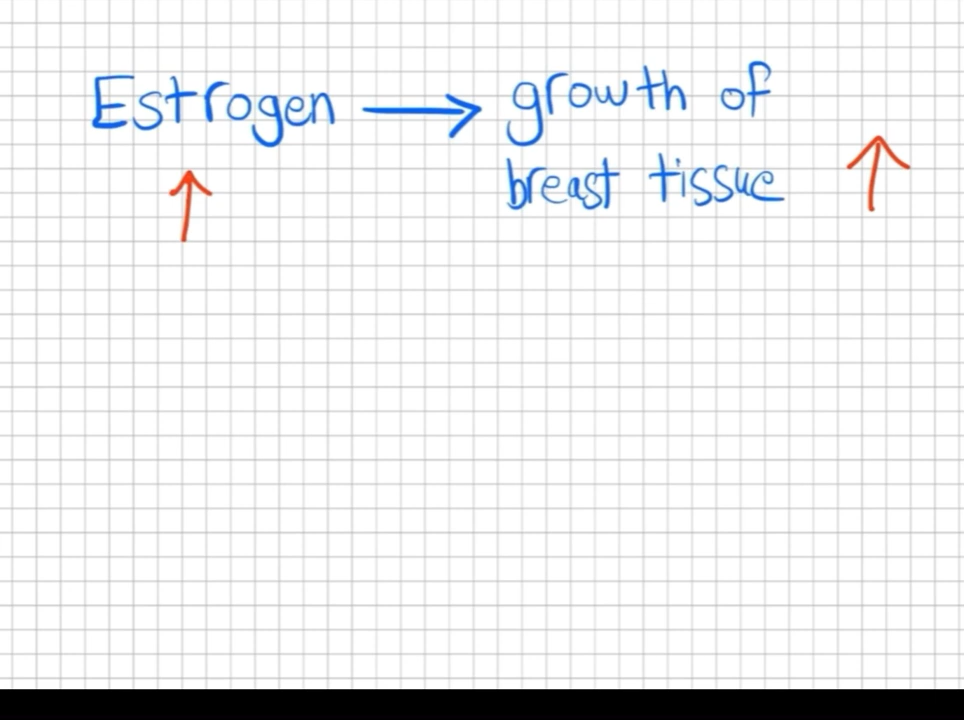 Estrogen → growth of
breast tissue ↑
↑